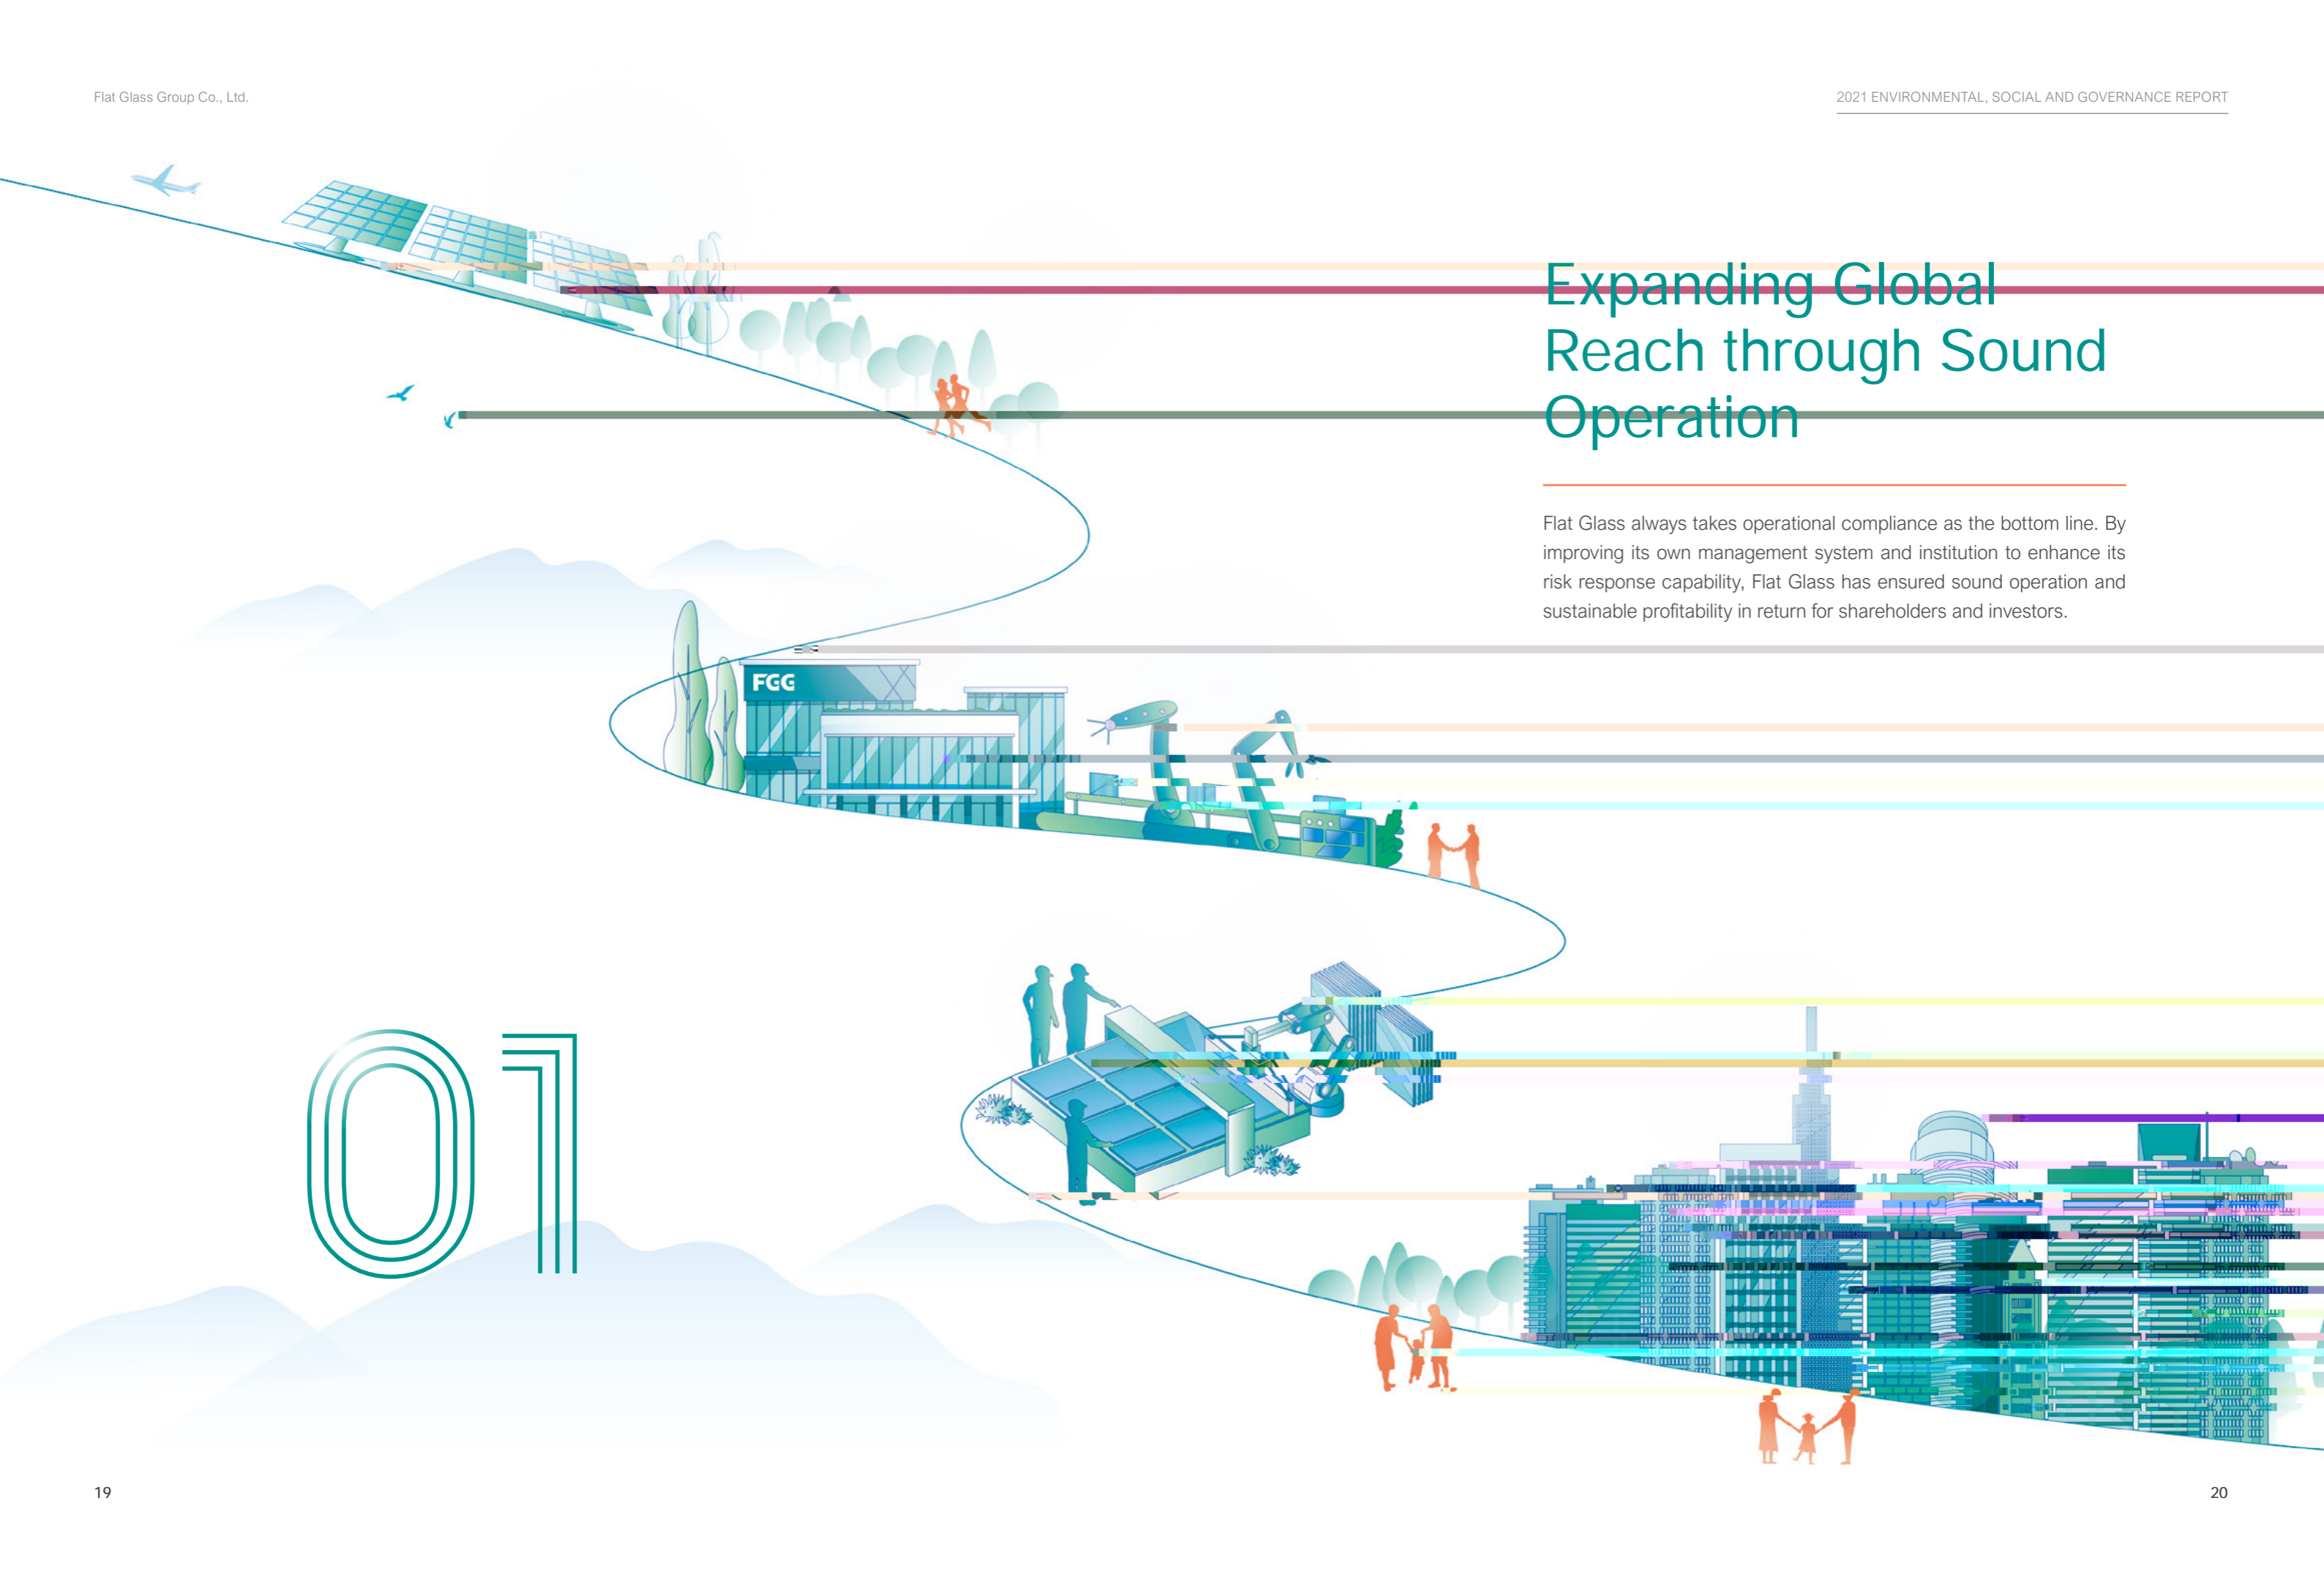 Flat Glass Group Co., Ltd.
2021 ENVIRONMENTAL, SOCIAL AND GOVERNANCE REPORT
Expanding Global
Reach through Sound
Operation
Flat Glass always takes operational compliance as the bottom line. By
improving its own management system and institution to enhance its
risk response capability, Flat Glass has ensured sound operation and
sustainable profitability in return for shareholders and investors.
FGG
01
19
20